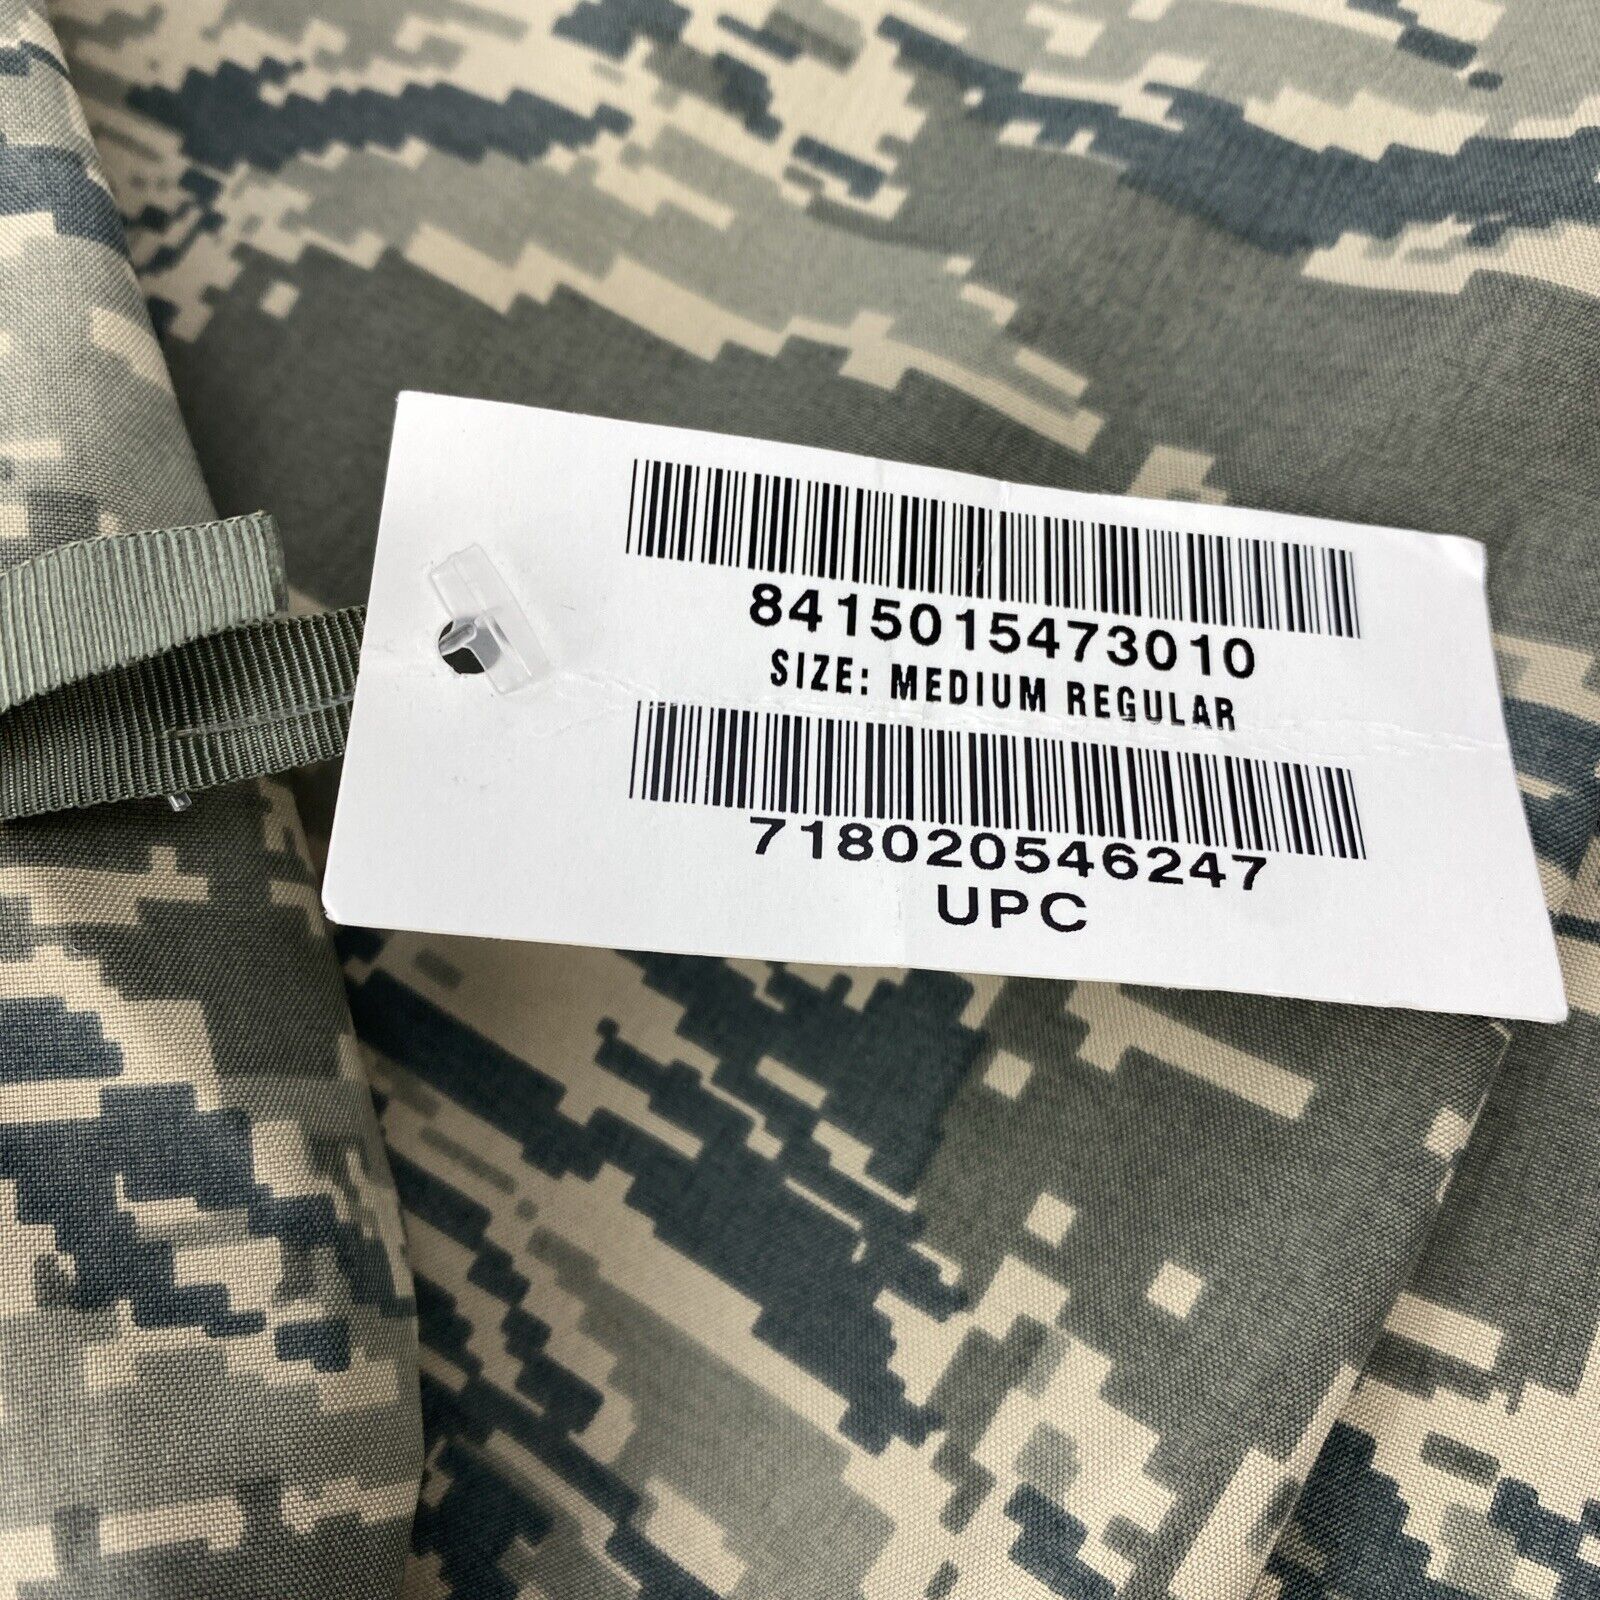 8415015473010
SIZE: MEDIUM REGULAR
718020546247
UPC